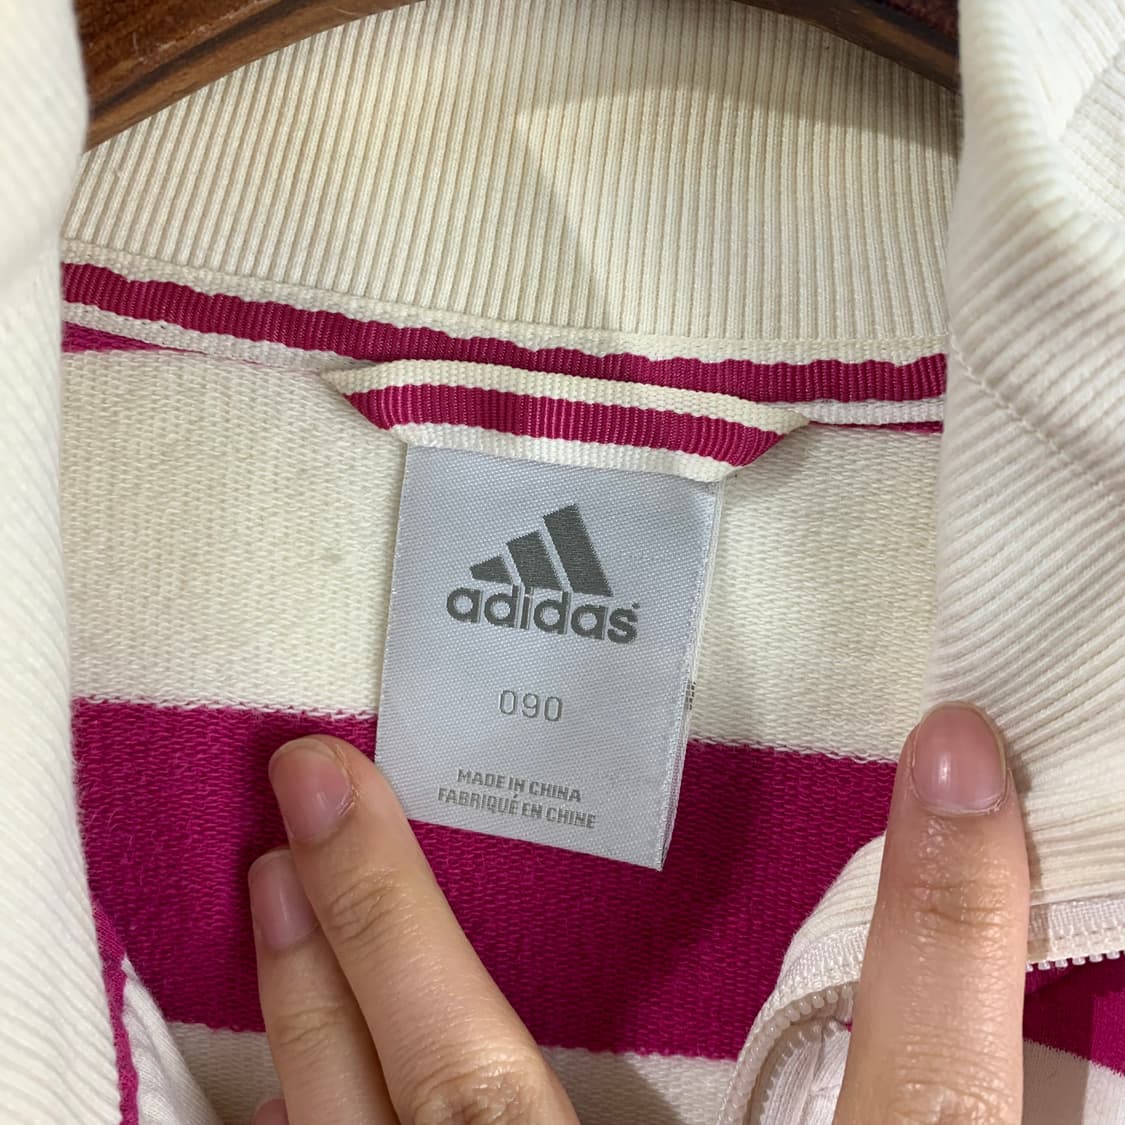 adidas
090
MADE IN CHINA
FABRIQUÉ EN CHINE